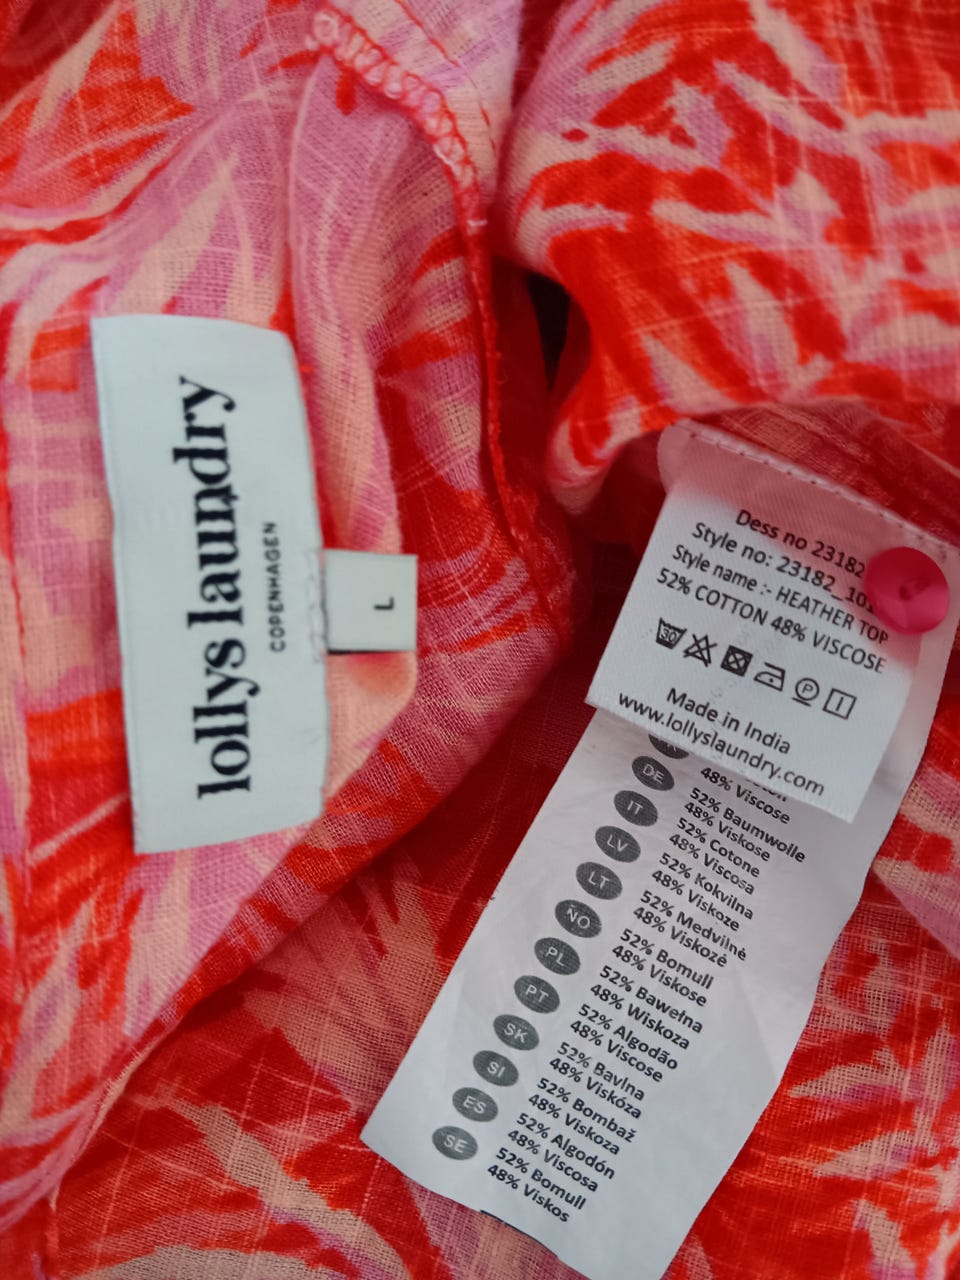 lollys laundry
COPENHAGEN
L
Dess no 23182
Style no: 23182_10
Style name :- HEATHER TOP
52% COTTON 48% VISCOSE
30
P
Made in India
www.lollyslaundry.com
48% Viscose
DE 52% Baumwolle
48% Viskose
IT 52% Cotone
48% Viscosa
LV 52% Kokvilna
48% Viskoze
LT 52% Medvilnė
48% Viskozė
NO 52% Bomull
48% Viskose
PL 52% Bawełna
48% Wiskoza
PT 52% Algodão
48% Viscose
SK 52% Bavlna
48% Viskóza
SI 52% Bombaž
48% Viskoza
ES 52% Algodón
48% Viscosa
SE 52% Bomull
48% Viskos